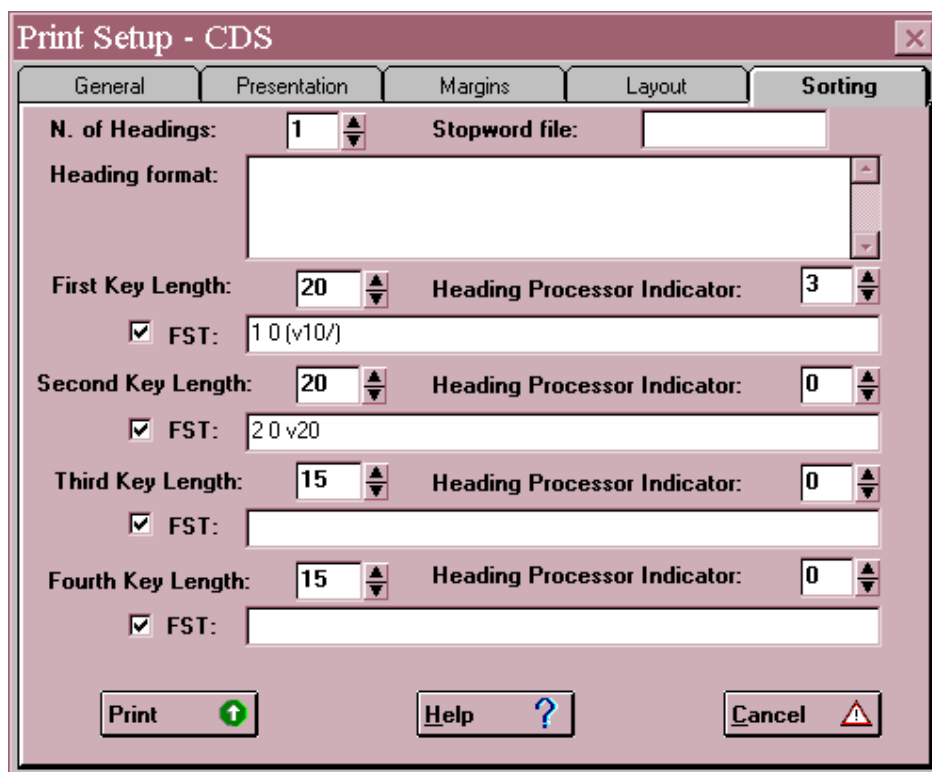 Print Setup - CDS
General Presentation Margins Layout Sorting
N. of Headings: 1 Stopword file:
Heading format:
First Key Length: 20 Heading Processor Indicator: 3
FST: 1 0 (v10/)
Second Key Length: 20 Heading Processor Indicator: 0
FST: 2 0 v20
Third Key Length: 15 Heading Processor Indicator: 0
FST:
Fourth Key Length: 15 Heading Processor Indicator: 0
FST:
Print Help ? Cancel